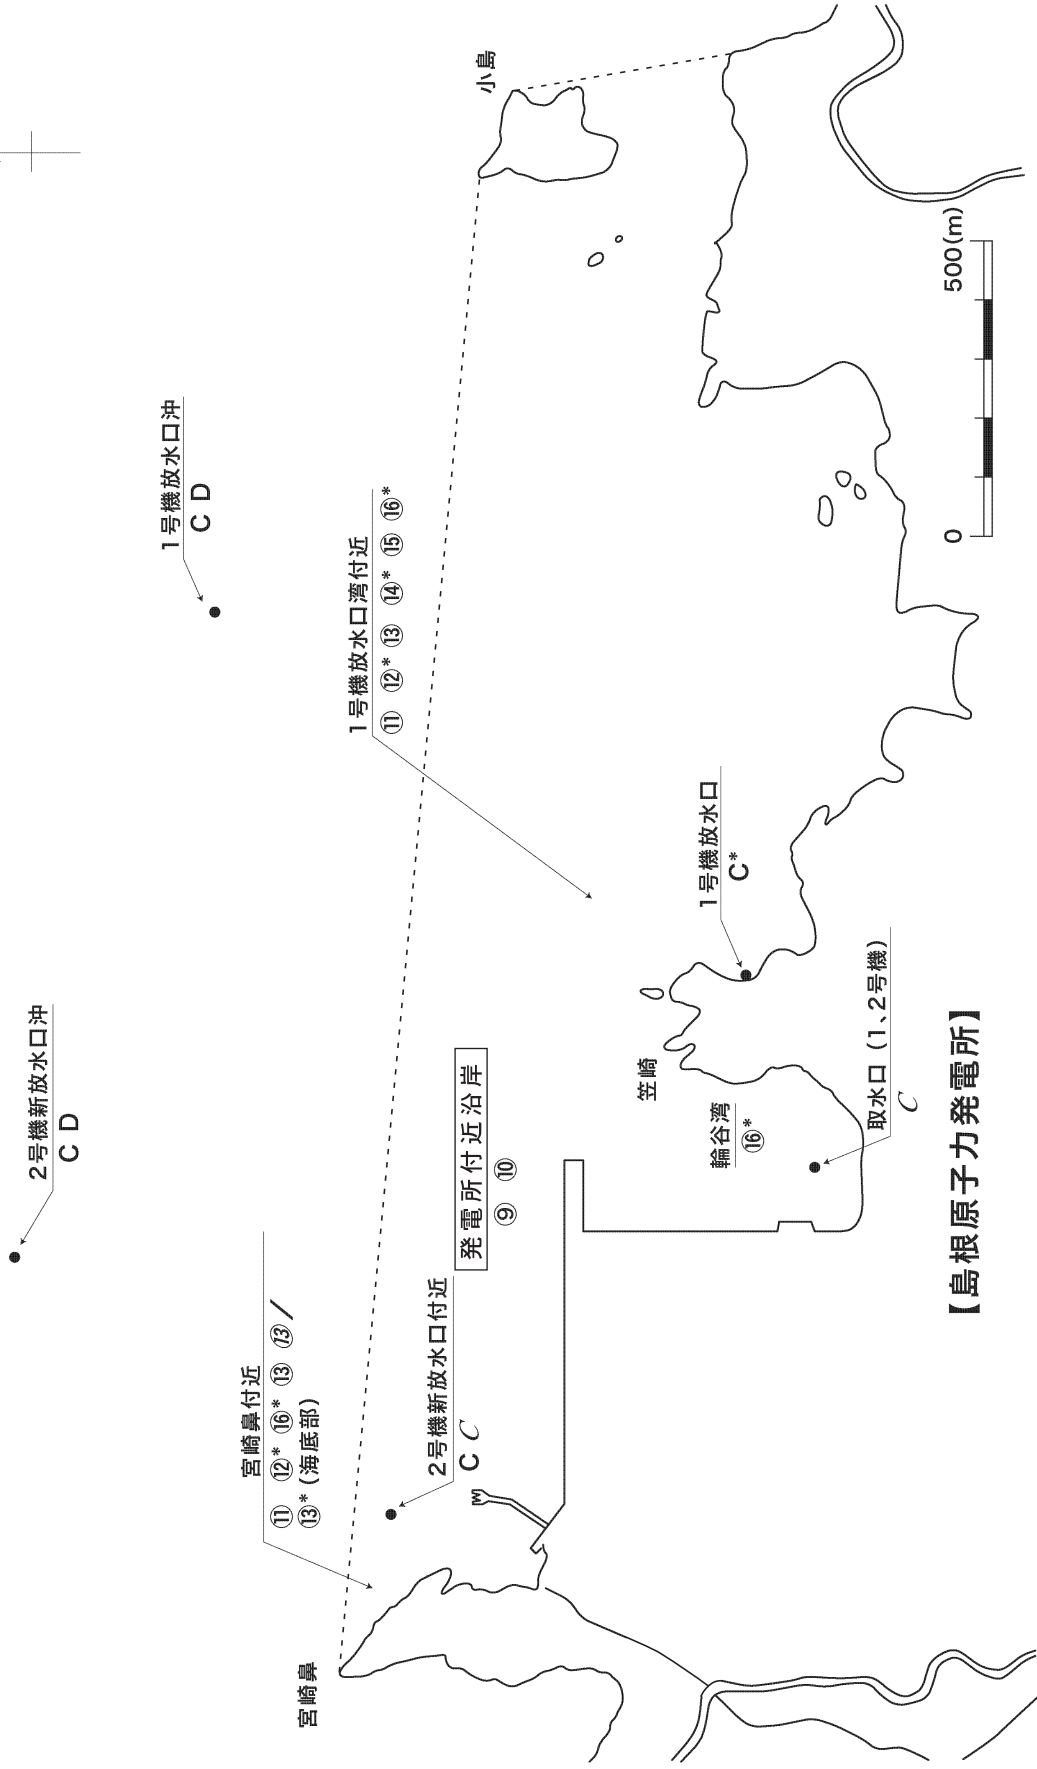 2号機新放水口沖
C D
1号機放水口沖
C D
宮崎鼻付近
⑪ ⑫* ⑯* ⑬ ⑬/
⑬*(海底部)
宮崎鼻
1号機放水口湾付近
⑪ ⑫* ⑬ ⑭* ⑮ ⑯*
小島
2号機新放水口付近
C C
発電所付近沿岸
⑨ ⑩
笠崎
輪谷湾
⑯*
1号機放水口
C*
取水口(1、2号機)
C
【島根原子力発電所】
0 500(m)